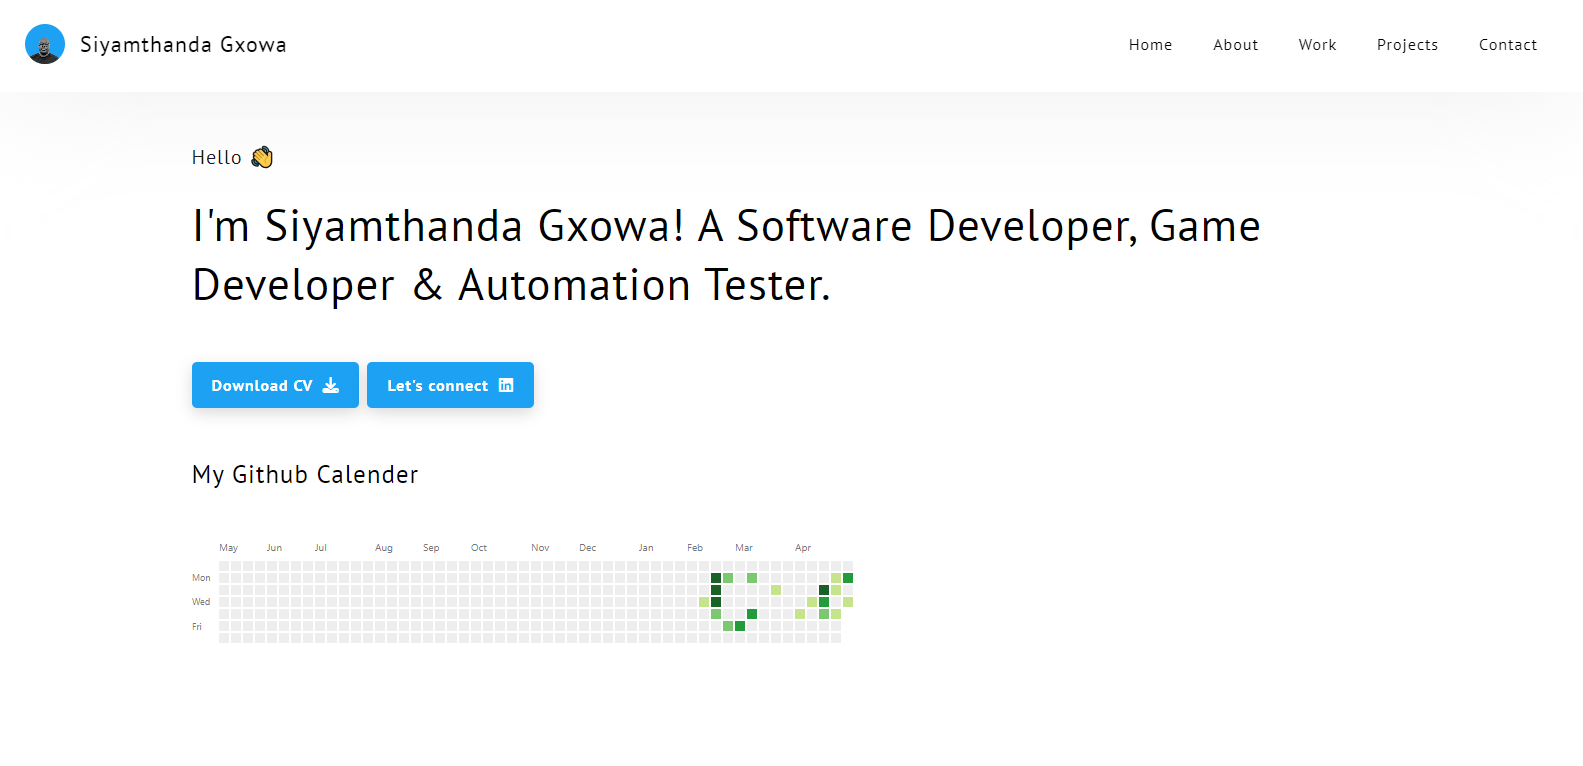 Siyamthanda Gxowa
Home About Work Projects Contact
Hello 👋
I'm Siyamthanda Gxowa! A Software Developer, Game
Developer & Automation Tester.
Download CV Let's connect
My Github Calender
May Jun Jul Aug Sep Oct Nov Dec Jan Feb Mar Apr
Mon
Wed
Fri